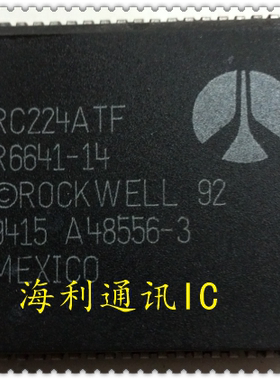 RC224ATF
R6641-14
©ROCKWELL 92
9415 A48556-3
MEXICO
海利通讯IC